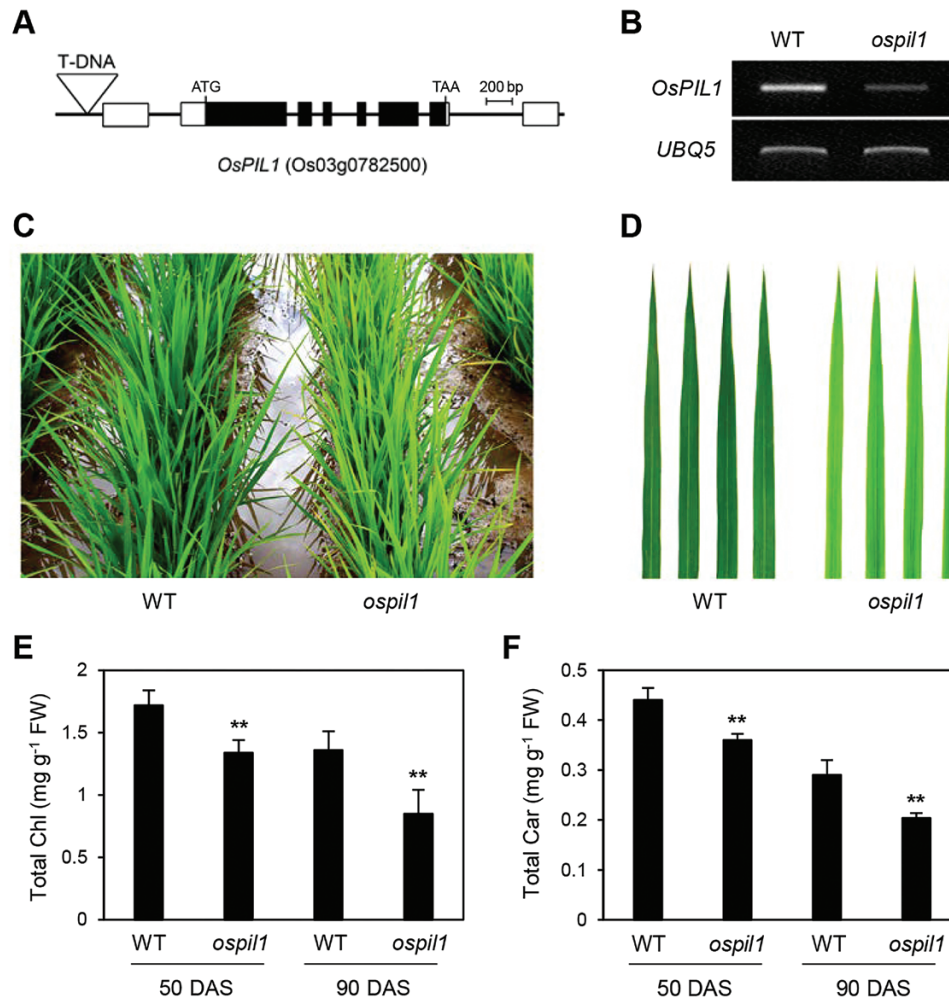 A
T-DNA
ATG
TAA
200 bp
OsPIL1 (Os03g0782500)
B
WT
ospil1
OsPIL1
UBQ5
C
WT
ospil1
D
WT
ospil1
E
Total Chl (mg g⁻¹ FW)
2
1.5
1
0.5
0
**
**
WT
ospil1
WT
ospil1
50 DAS
90 DAS
F
Total Car (mg g⁻¹ FW)
0.5
0.4
0.3
0.2
0.1
0
**
**
WT
ospil1
WT
ospil1
50 DAS
90 DAS